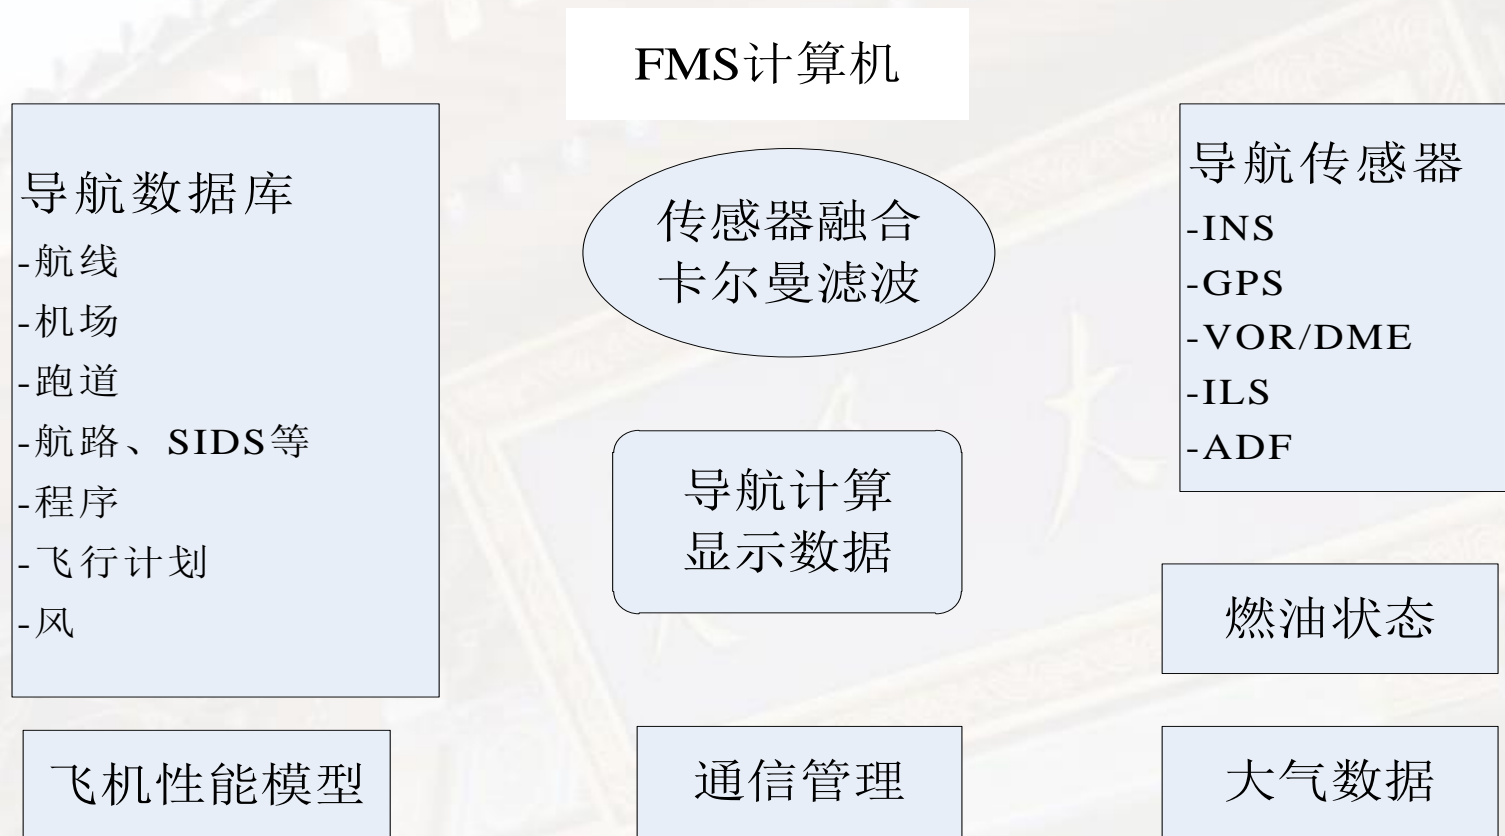 FMS计算机
导航数据库
-航线
-机场
-跑道
-航路、SIDS等
-程序
-飞行计划
-风
传感器融合
卡尔曼滤波
导航计算
显示数据
导航传感器
-INS
-GPS
-VOR/DME
-ILS
-ADF
燃油状态
飞机性能模型
通信管理
大气数据